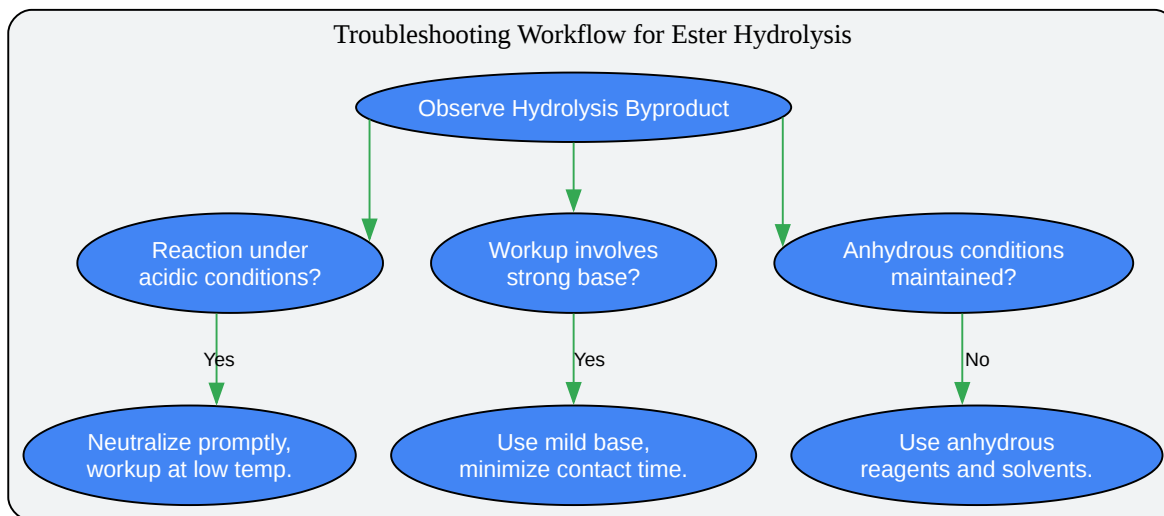 Troubleshooting Workflow for Ester Hydrolysis
Observe Hydrolysis Byproduct
Reaction under
acidic conditions?
Workup involves
strong base?
Anhydrous conditions
maintained?
Yes
Yes
No
Neutralize promptly,
workup at low temp.
Use mild base,
minimize contact time.
Use anhydrous
reagents and solvents.